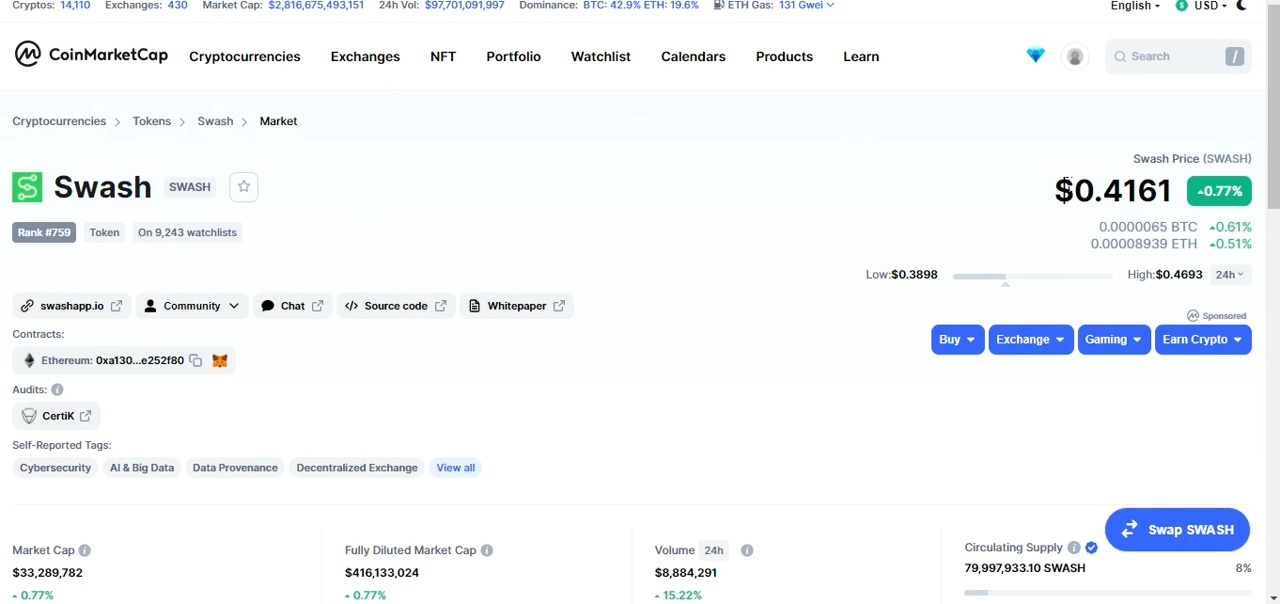 Cryptos: 14,110 Exchanges: 430 Market Cap: $2,816,675,493,151 24h Vol: $97,701,091,997 Dominance: BTC: 42.9% ETH: 19.6% ETH Gas: 131 Gwei English USD
CoinMarketCap Cryptocurrencies Exchanges NFT Portfolio Watchlist Calendars Products Learn Search /
Cryptocurrencies > Tokens > Swash > Market
Swash Price (SWASH)
Swash SWASH $0.4161 0.77%
Rank #759 Token On 9,243 watchlists 0.0000065 BTC 0.61%
0.00008939 ETH 0.51%
Low:$0.3898 High:$0.4693 24h
swashapp.io Community Chat </> Source code Whitepaper
Sponsored
Contracts:
Buy Exchange Gaming Earn Crypto
Ethereum: 0xa130...e252f80
Audits:
CertiK
Self-Reported Tags:
Cybersecurity AI & Big Data Data Provenance Decentralized Exchange View all
Swap SWASH
Market Cap Fully Diluted Market Cap Volume 24h Circulating Supply
$33,289,782 $416,133,024 $8,884,291 79,997,933.10 SWASH 8%
0.77% 0.77% 15.22%